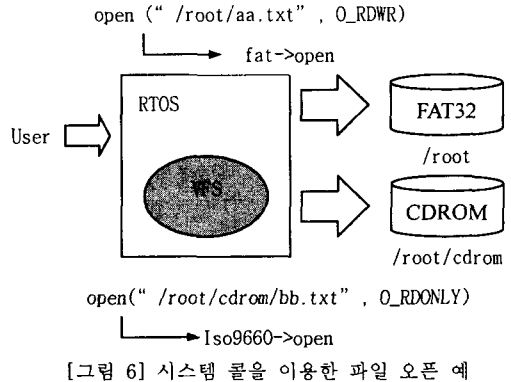 open (“ /root/aa.txt” , O_RDWR)
fat->open
RTOS
User
VFS
FAT32
/root
CDROM
/root/cdrom
open(“ /root/cdrom/bb.txt” , O_RDONLY)
Iso9660->open
[그림 6] 시스템 콜을 이용한 파일 오픈 예